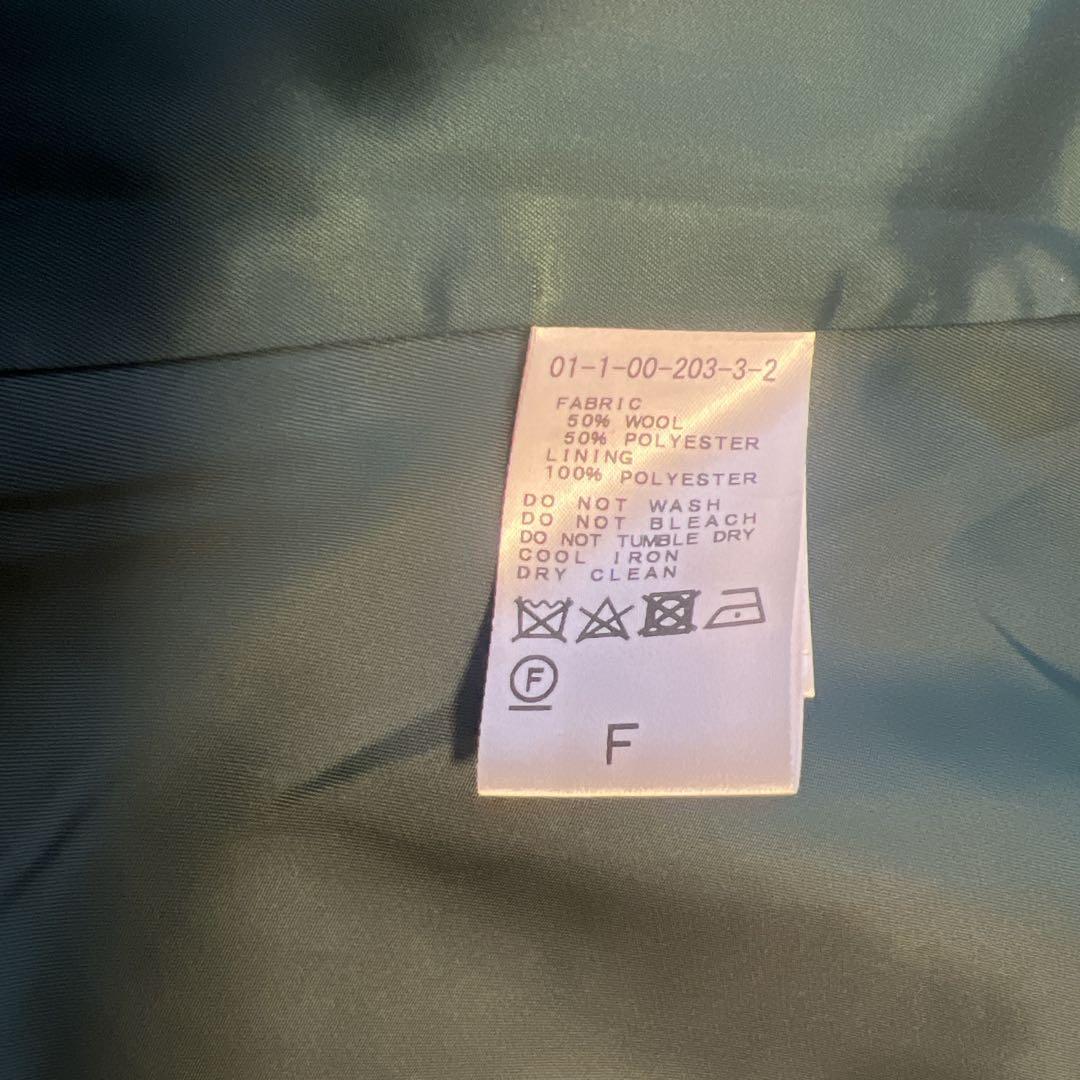 01-1-00-203-3-2
FABRIC
50% WOOL
50% POLYESTER
LINING
100% POLYESTER
DO NOT WASH
DO NOT BLEACH
DO NOT TUMBLE DRY
COOL IRON
DRY CLEAN
F
F